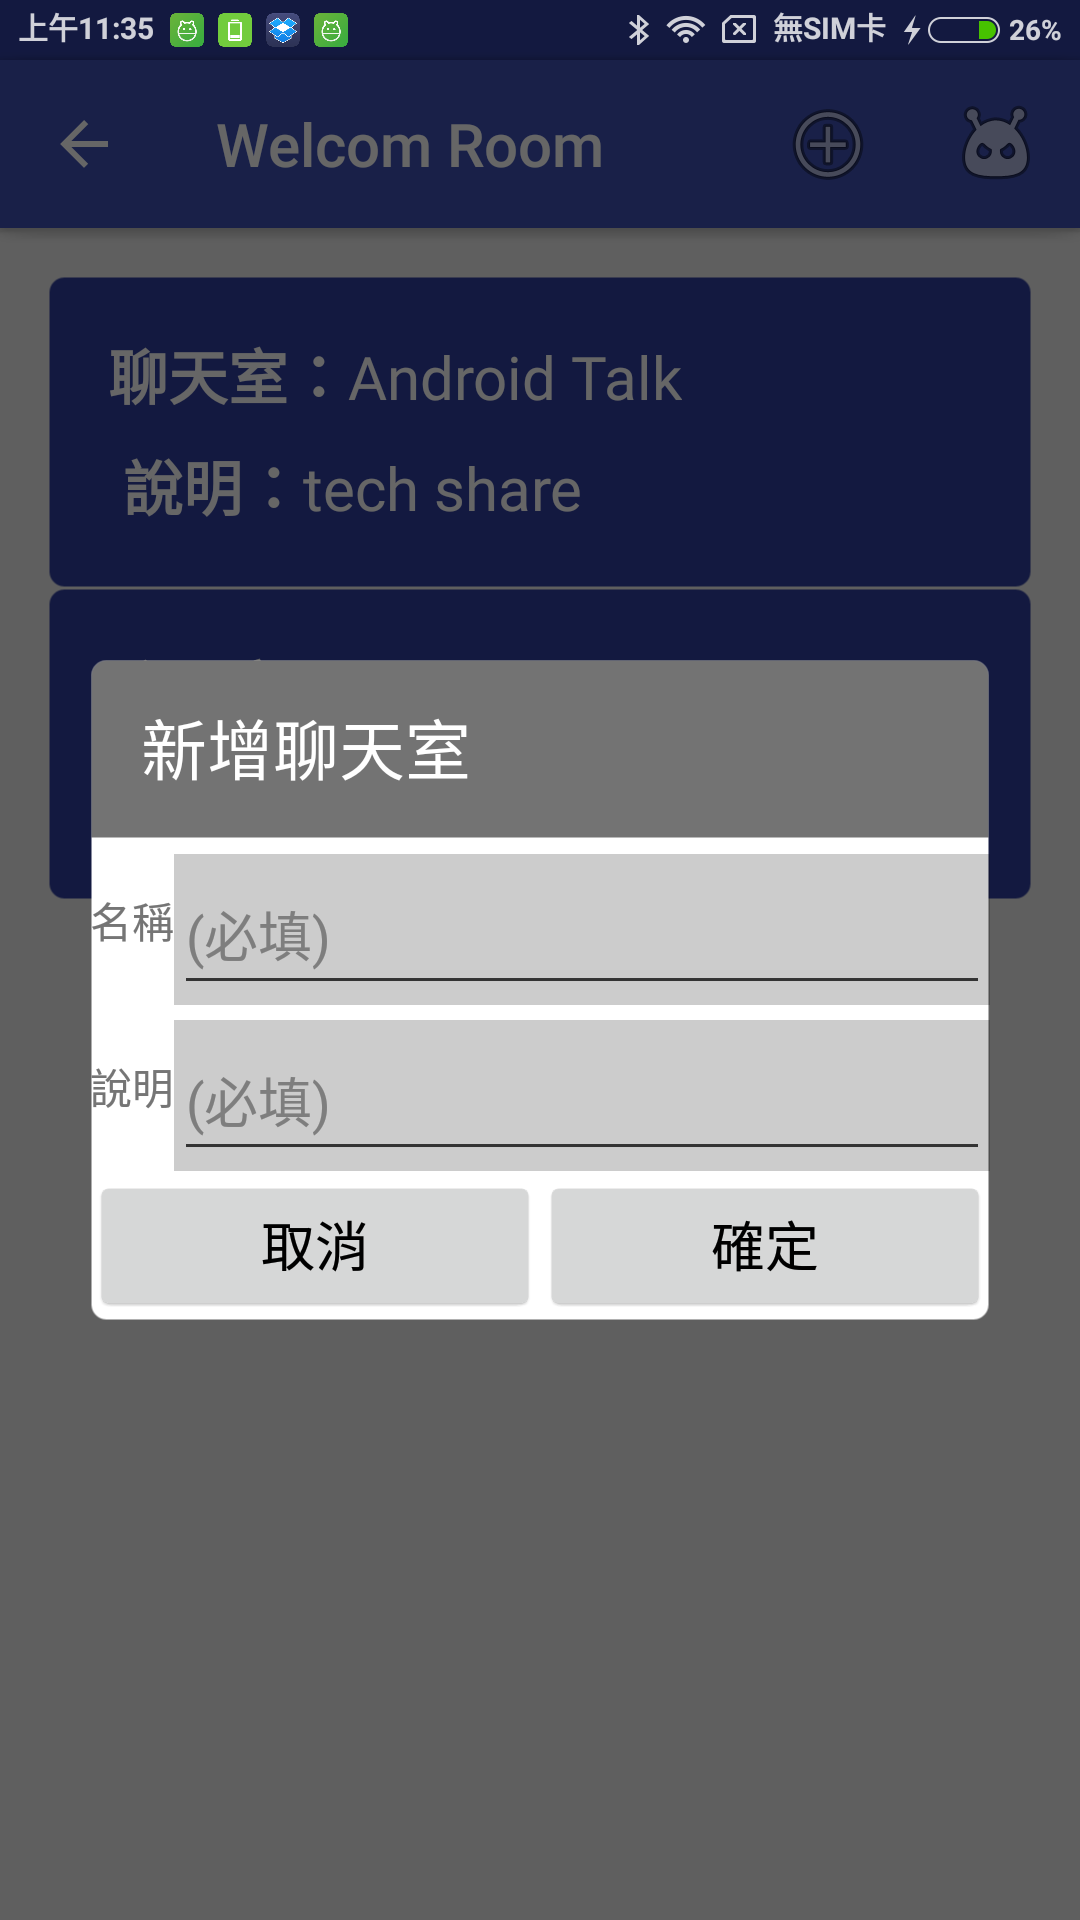 上午11:35 無SIM卡 26%
Welcom Room
聊天室：Android Talk
說明：tech share
新增聊天室
名稱 (必填)
說明 (必填)
取消 確定